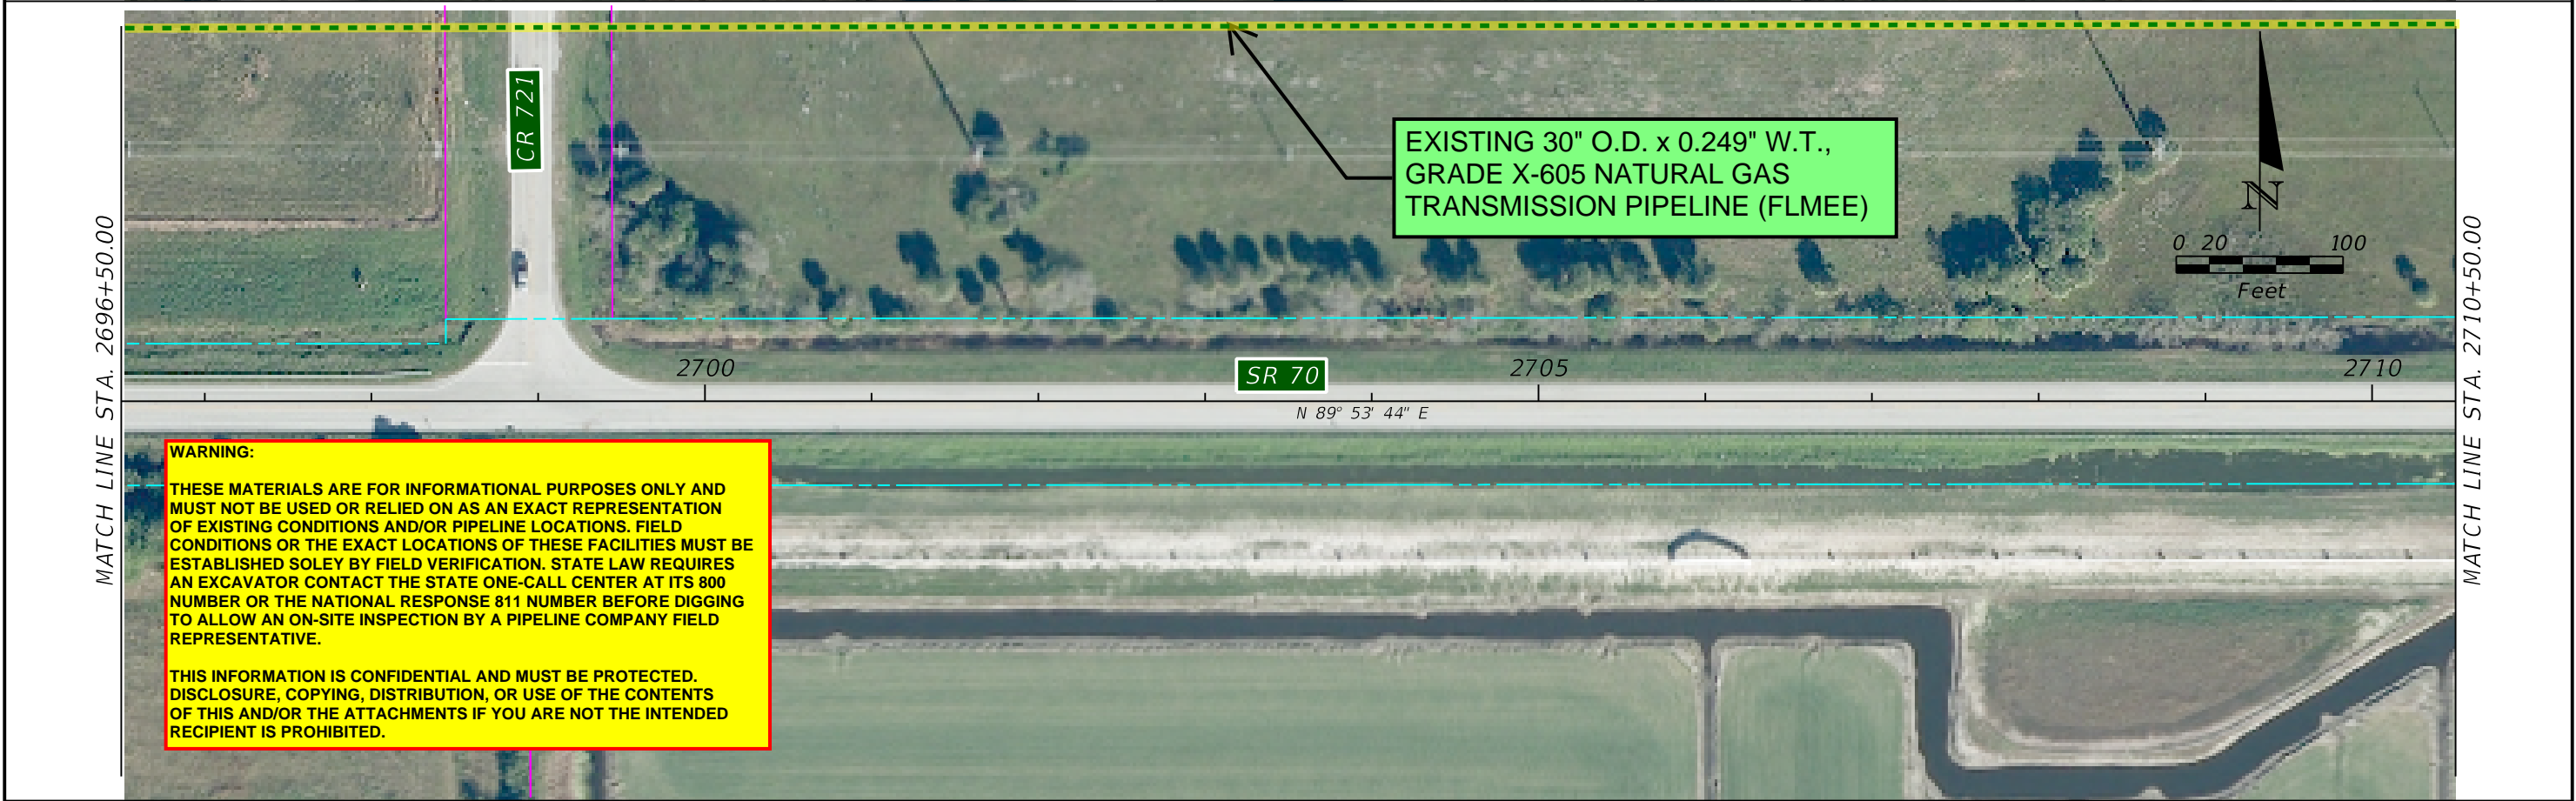 CR 721
EXISTING 30" O.D. x 0.249" W.T.,
GRADE X-605 NATURAL GAS
TRANSMISSION PIPELINE (FLMEE)
N
0 20 100
Feet
MATCH LINE STA. 2696+50.00
MATCH LINE STA. 2710+50.00
2700
SR 70
2705
2710
N 89° 53' 44" E
WARNING:
THESE MATERIALS ARE FOR INFORMATIONAL PURPOSES ONLY AND
MUST NOT BE USED OR RELIED ON AS AN EXACT REPRESENTATION
OF EXISTING CONDITIONS AND/OR PIPELINE LOCATIONS. FIELD
CONDITIONS OR THE EXACT LOCATIONS OF THESE FACILITIES MUST BE
ESTABLISHED SOLEY BY FIELD VERIFICATION. STATE LAW REQUIRES
AN EXCAVATOR CONTACT THE STATE ONE-CALL CENTER AT ITS 800
NUMBER OR THE NATIONAL RESPONSE 811 NUMBER BEFORE DIGGING
TO ALLOW AN ON-SITE INSPECTION BY A PIPELINE COMPANY FIELD
REPRESENTATIVE.
THIS INFORMATION IS CONFIDENTIAL AND MUST BE PROTECTED.
DISCLOSURE, COPYING, DISTRIBUTION, OR USE OF THE CONTENTS
OF THIS AND/OR THE ATTACHMENTS IF YOU ARE NOT THE INTENDED
RECIPIENT IS PROHIBITED.